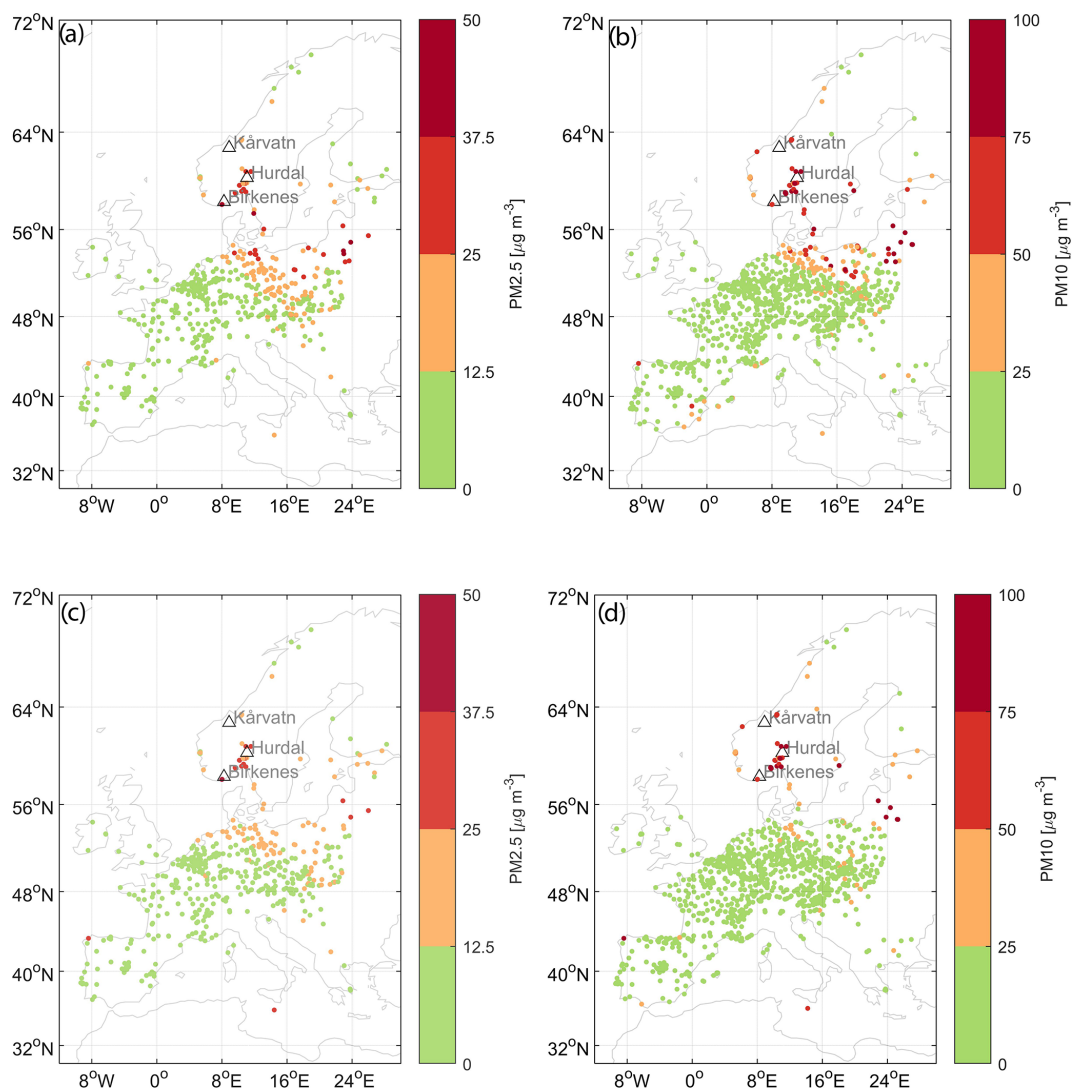 (a)
72°N
64°N
56°N
48°N
40°N
32°N
8°W 0° 8°E 16°E 24°E
Kårvatn
Hurdal
Birkenes
50
37.5
25
12.5
0
PM2.5 [µg m-3]
(b)
72°N
64°N
56°N
48°N
40°N
32°N
8°W 0° 8°E 16°E 24°E
Kårvatn
Hurdal
Birkenes
100
75
50
25
0
PM10 [µg m-3]
(c)
72°N
64°N
56°N
48°N
40°N
32°N
8°W 0° 8°E 16°E 24°E
Kårvatn
Hurdal
Birkenes
50
37.5
25
12.5
0
PM2.5 [µg m-3]
(d)
72°N
64°N
56°N
48°N
40°N
32°N
8°W 0° 8°E 16°E 24°E
Kårvatn
Hurdal
Birkenes
100
75
50
25
0
PM10 [µg m-3]